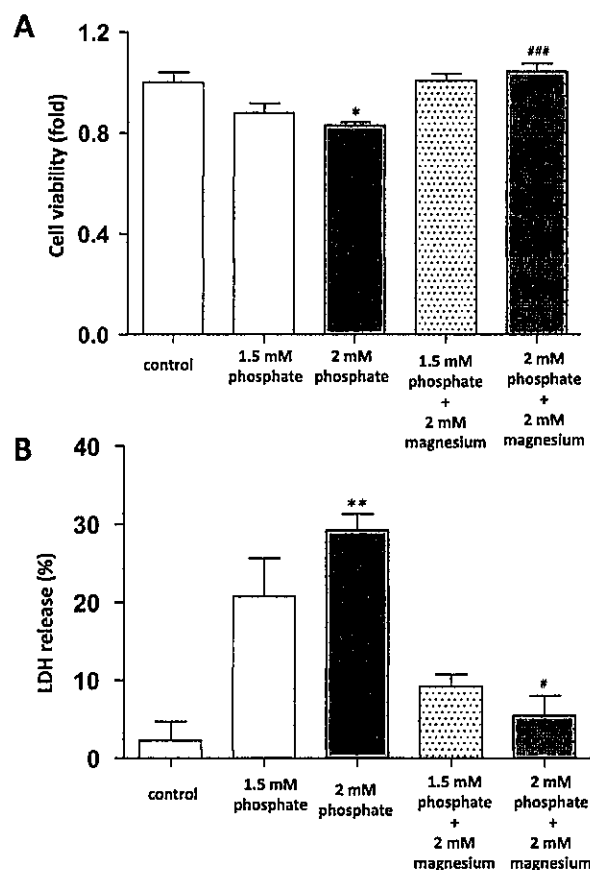 A
Cell viability (fold)
1.2
0.8
0.4
0.0
*
###
control
1.5 mM
phosphate
2 mM
phosphate
1.5 mM
phosphate
+
2 mM
magnesium
2 mM
phosphate
+
2 mM
magnesium
B
LDH release (%)
40
30
20
10
0
**
#
control
1.5 mM
phosphate
2 mM
phosphate
1.5 mM
phosphate
+
2 mM
magnesium
2 mM
phosphate
+
2 mM
magnesium